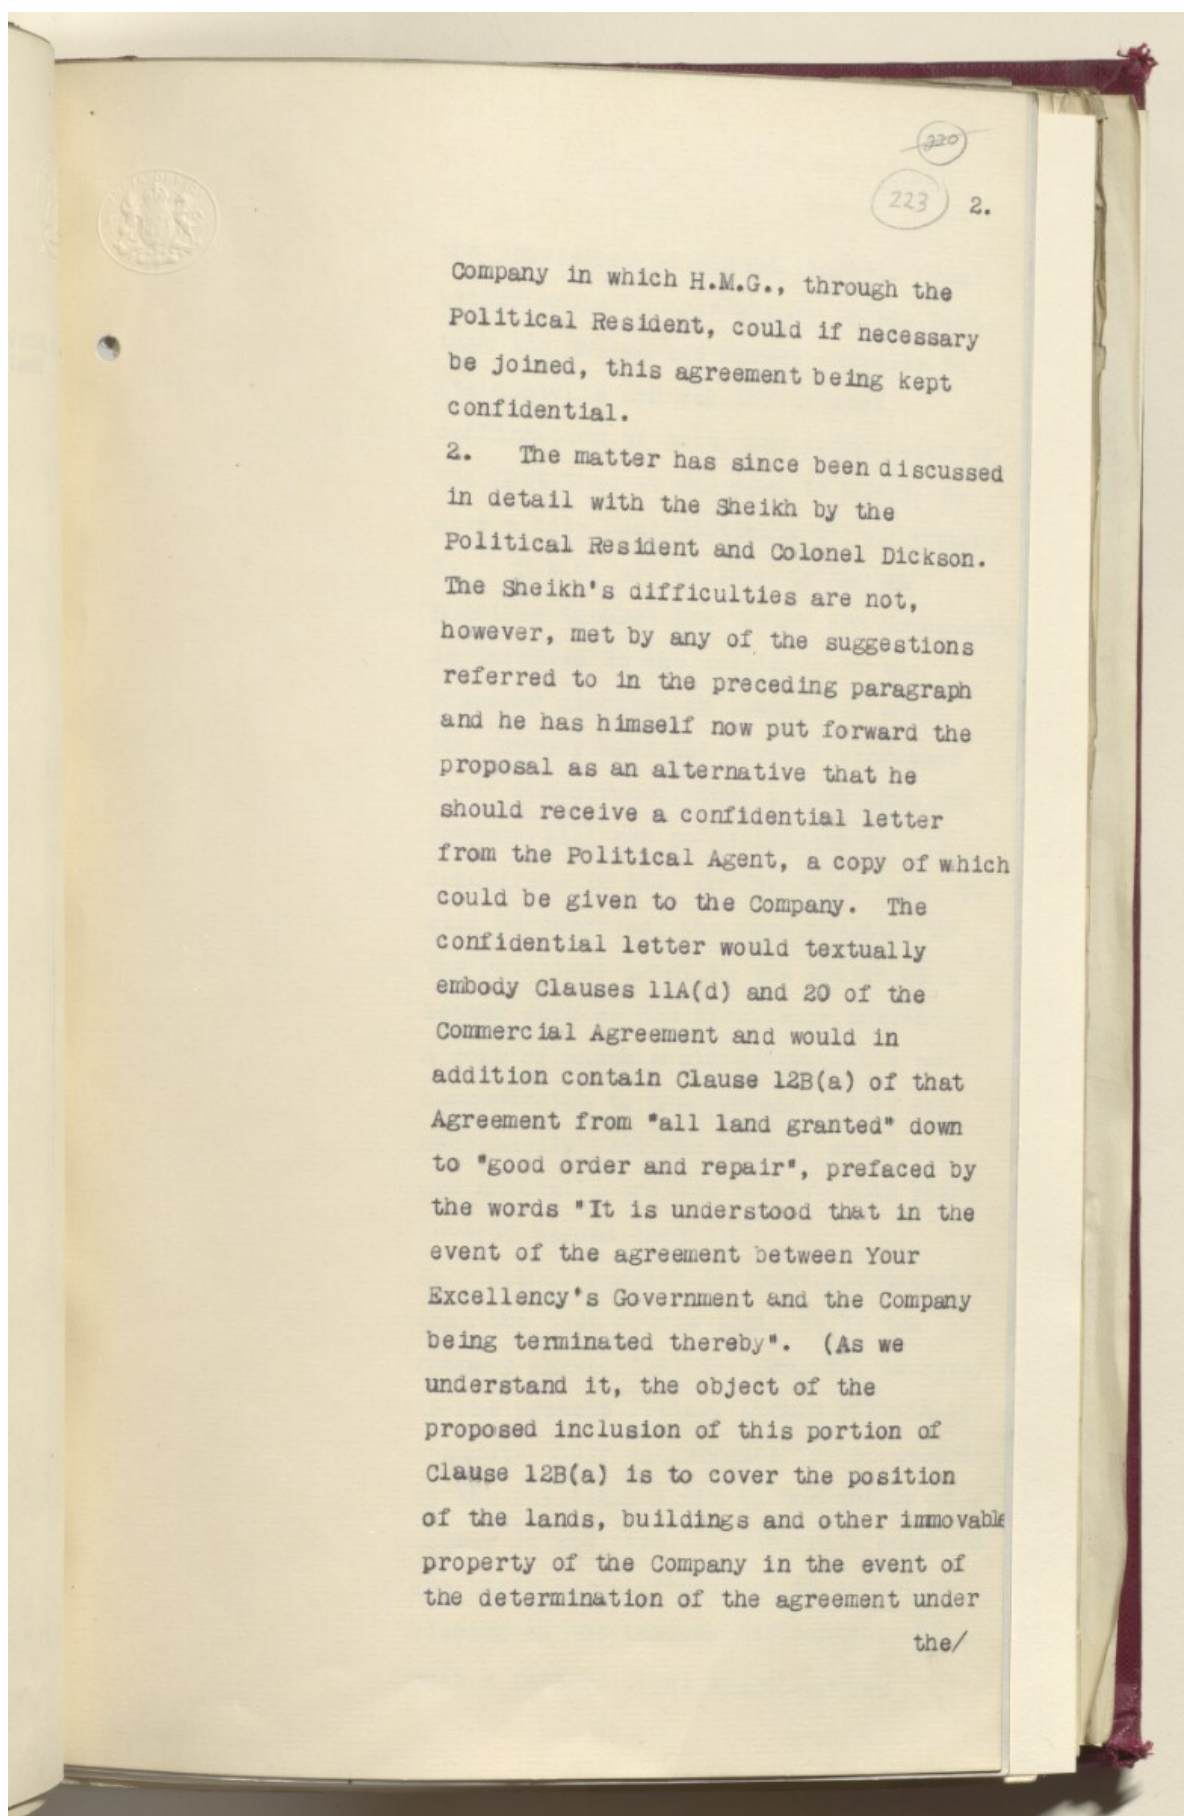 220
223
2.
Company in which H.M.G., through the
Political Resident, could if necessary
be joined, this agreement being kept
confidential.
2. The matter has since been discussed
in detail with the Sheikh by the
Political Resident and Colonel Dickson.
The Sheikh's difficulties are not,
however, met by any of the suggestions
referred to in the preceding paragraph
and he has himself now put forward the
proposal as an alternative that he
should receive a confidential letter
from the Political Agent, a copy of which
could be given to the Company. The
confidential letter would textually
embody Clauses 11A(d) and 20 of the
Commercial Agreement and would in
addition contain Clause 12B(a) of that
Agreement from "all land granted" down
to "good order and repair", prefaced by
the words "It is understood that in the
event of the agreement between Your
Excellency's Government and the Company
being terminated thereby". (As we
understand it, the object of the
proposed inclusion of this portion of
Clause 12B(a) is to cover the position
of the lands, buildings and other immovable
property of the Company in the event of
the determination of the agreement under
the/